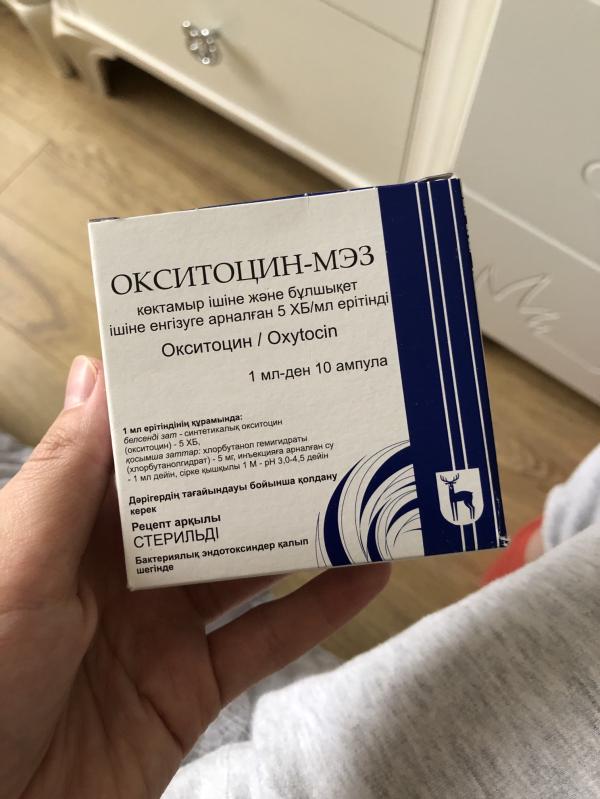 ОКСИТОЦИН-МЭЗ
көктамыр ішіне және бұлшықет
ішіне енгізуге арналған 5 ХБ/мл ерітінді
Окситоцин / Oxytocin
1 мл-ден 10 ампула
1 мл ерітіндінің құрамында:
белсенді зат - синтетикалық окситоцин
(окситоцин) - 5 ХБ,
қосымша заттар: хлорбутанол гемигидраты
(хлорбутанолгидрат) - 5 мг, инъекцияға арналған су
- 1 мл дейін, сірке қышқылы 1 М - рН 3,0-4,5 дейін
Дәрігердің тағайындауы бойынша қолдану
керек
Рецепт арқылы
СТЕРИЛЬДІ
Бактериялық эндотоксиндер қалып
шегінде